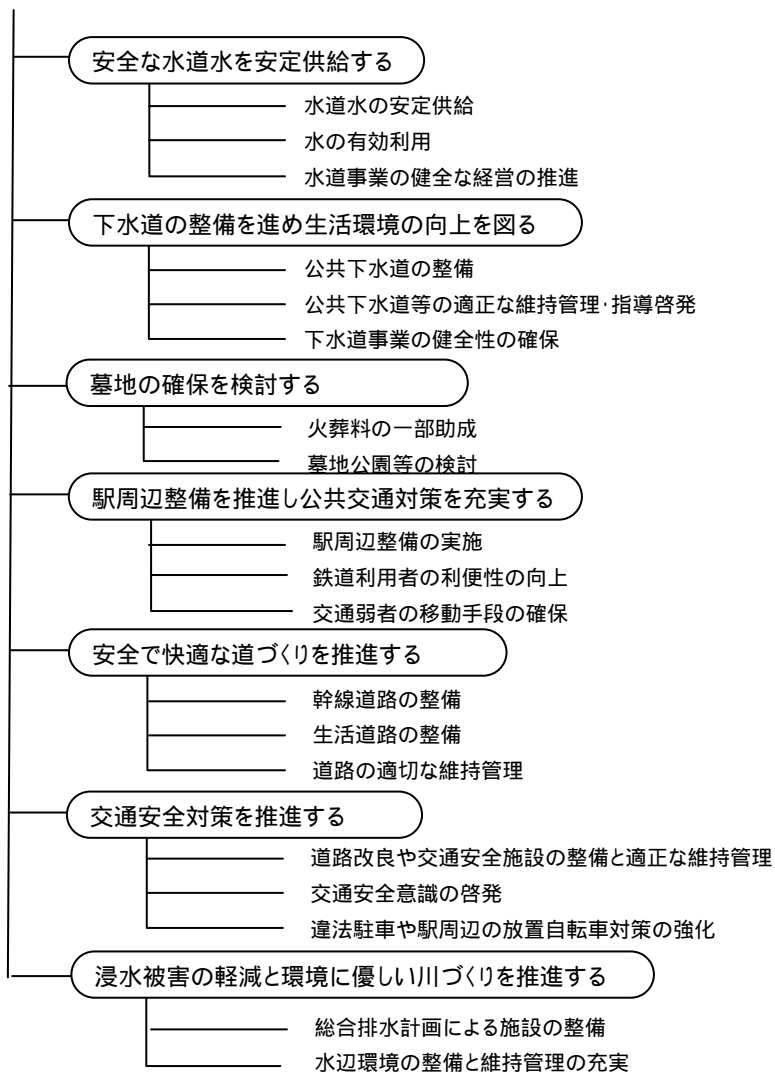 安全な水道水を安定供給する
水道水の安定供給
水の有効利用
水道事業の健全な経営の推進
下水道の整備を進め生活環境の向上を図る
公共下水道の整備
公共下水道等の適正な維持管理・指導啓発
下水道事業の健全性の確保
墓地の確保を検討する
火葬料の一部助成
墓地公園等の検討
駅周辺整備を推進し公共交通対策を充実する
駅周辺整備の実施
鉄道利用者の利便性の向上
交通弱者の移動手段の確保
安全で快適な道づくりを推進する
幹線道路の整備
生活道路の整備
道路の適切な維持管理
交通安全対策を推進する
道路改良や交通安全施設の整備と適正な維持管理
交通安全意識の啓発
違法駐車や駅周辺の放置自転車対策の強化
浸水被害の軽減と環境に優しい川づくりを推進する
総合排水計画による施設の整備
水辺環境の整備と維持管理の充実